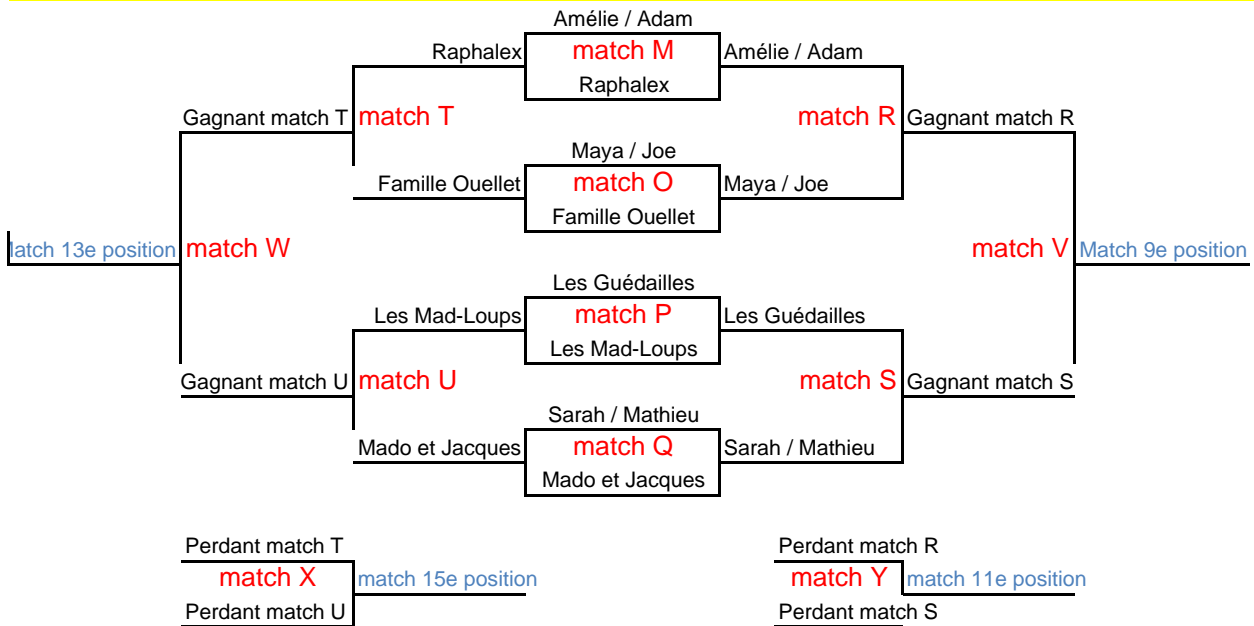 Amélie / Adam
Raphalex match M Amélie / Adam
Raphalex
Gagnant match T match T match R Gagnant match R
Maya / Joe
Famille Ouellet match O Maya / Joe
Famille Ouellet
13e position match W match V Match 9e position
Les Guédailles
Les Mad-Loups match P Les Guédailles
Les Mad-Loups
Gagnant match U match U match S Gagnant match S
Sarah / Mathieu
Mado et Jacques match Q Sarah / Mathieu
Mado et Jacques
Perdant match T Perdant match R
match X match 15e position match Y match 11e position
Perdant match U Perdant match S